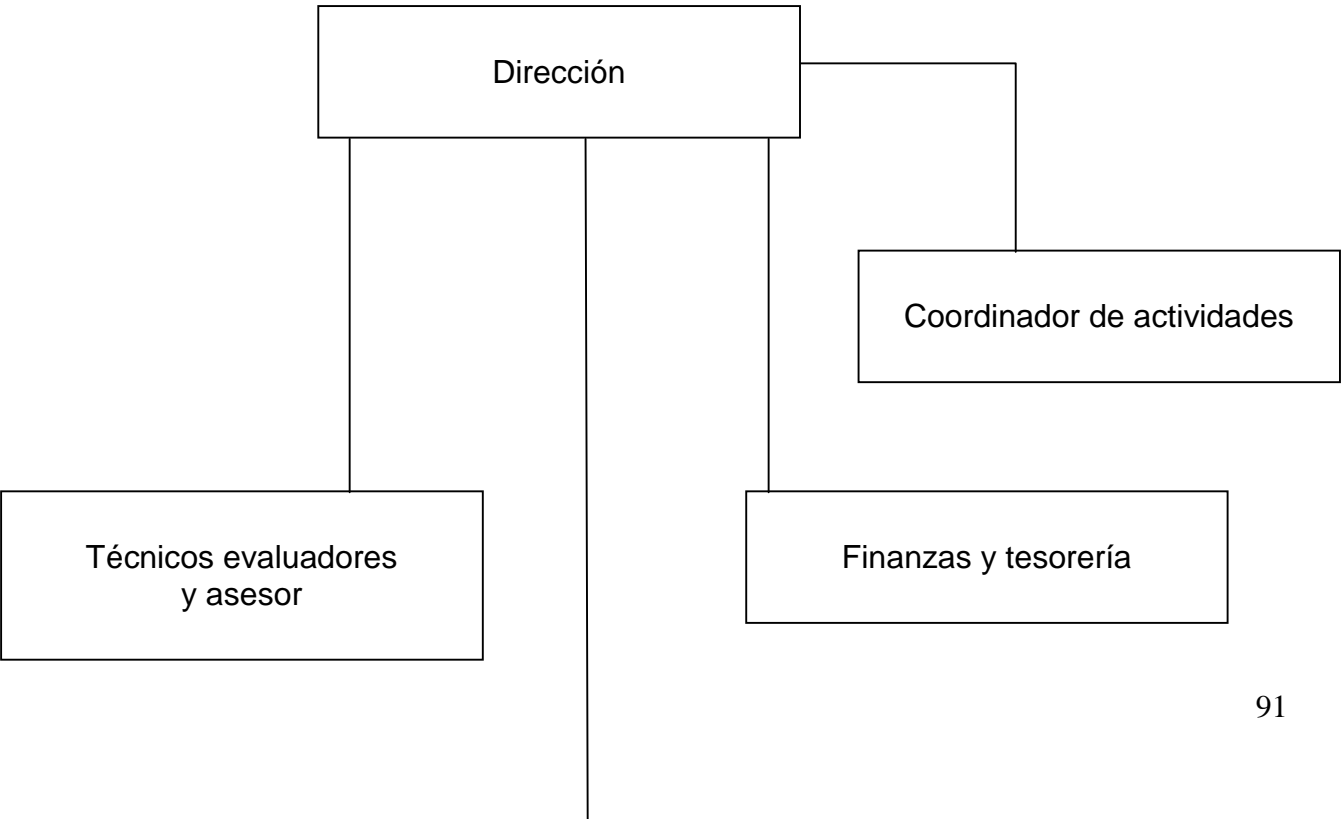 Dirección
Coordinador de actividades
Técnicos evaluadores
y asesor
Finanzas y tesorería
91